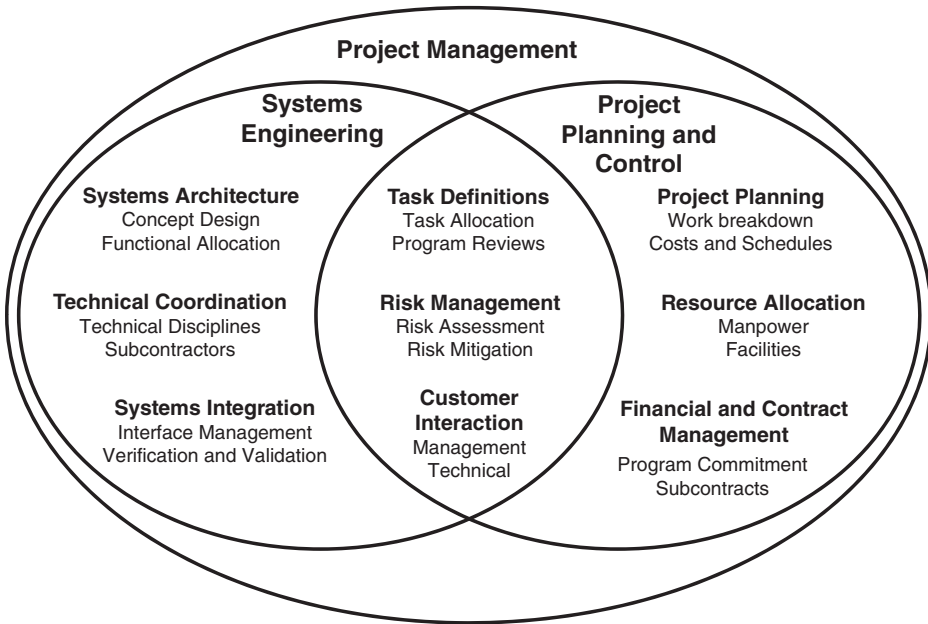 Project Management
Systems
Engineering
Project
Planning and
Control
Systems Architecture
Concept Design
Functional Allocation
Task Definitions
Task Allocation
Program Reviews
Project Planning
Work breakdown
Costs and Schedules
Technical Coordination
Technical Disciplines
Subcontractors
Risk Management
Risk Assessment
Risk Mitigation
Resource Allocation
Manpower
Facilities
Systems Integration
Interface Management
Verification and Validation
Customer
Interaction
Management
Technical
Financial and Contract
Management
Program Commitment
Subcontracts